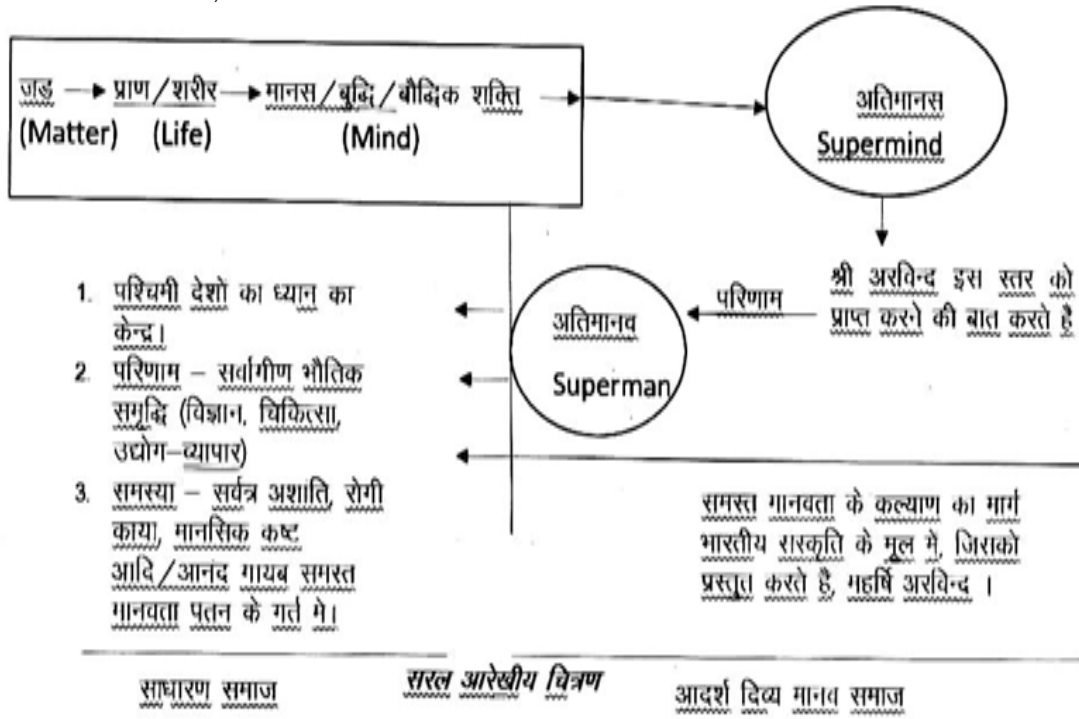 जड़ प्राण/शरीर मानस/बुद्धि/बौद्धिक शक्ति
(Matter) (Life) (Mind)
अतिमानस
Supermind
1. पश्चिमी देशों का ध्यान का
केन्द्र।
2. परिणाम – सर्वागीण भौतिक
समृद्धि (विज्ञान, चिकित्सा,
उद्योग–व्यापार)
3. समस्या – सर्वत्र अशांति, रोगी
काया, मानसिक कष्ट
आदि/आनंद गायब समस्त
मानवता पतन के गर्त मे।
अतिमानव
Superman
परिणाम
श्री अरविन्द इस स्तर को
प्राप्त करने की बात करते है
समस्त मानवता के कल्याण का मार्ग
भारतीय संस्कृति के मूल मे, जिसको
प्रस्तुत करते है, महर्षि अरविन्द ।
साधारण समाज
सरल आरेखीय चित्रण
आदर्श दिव्य मानव समाज